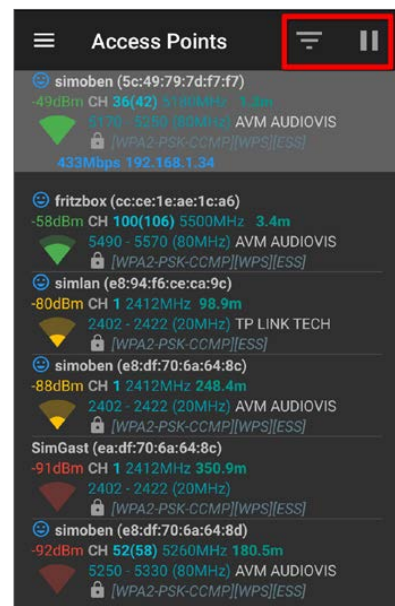 Access Points
simoben (5c:49:79:7d:f7:f7)
-49dBm CH 36(42) 5180MHz 1.3m
5170 - 5250 (80MHz) AVM AUDIOVIS
[WPA2-PSK-CCMP][WPS][ESS]
433Mbps 192.168.1.34
fritzbox (cc:ce:1e:ae:1c:a6)
-58dBm CH 100(106) 5500MHz 3.4m
5490 - 5570 (80MHz) AVM AUDIOVIS
[WPA2-PSK-CCMP][WPS][ESS]
simlan (e8:94:f6:ce:ca:9c)
-80dBm CH 1 2412MHz 98.9m
2402 - 2422 (20MHz) TP LINK TECH
[WPA2-PSK-CCMP][ESS]
simoben (e8:df:70:6a:64:8c)
-88dBm CH 1 2412MHz 248.4m
2402 - 2422 (20MHz) AVM AUDIOVIS
[WPA2-PSK-CCMP][WPS][ESS]
SimGast (ea:df:70:6a:64:8c)
-91dBm CH 1 2412MHz 350.9m
2402 - 2422 (20MHz)
[WPA2-PSK-CCMP][WPS][ESS]
simoben (e8:df:70:6a:64:8d)
-92dBm CH 52(58) 5260MHz 180.5m
5250 - 5330 (80MHz) AVM AUDIOVIS
[WPA2-PSK-CCMP][WPS][ESS]